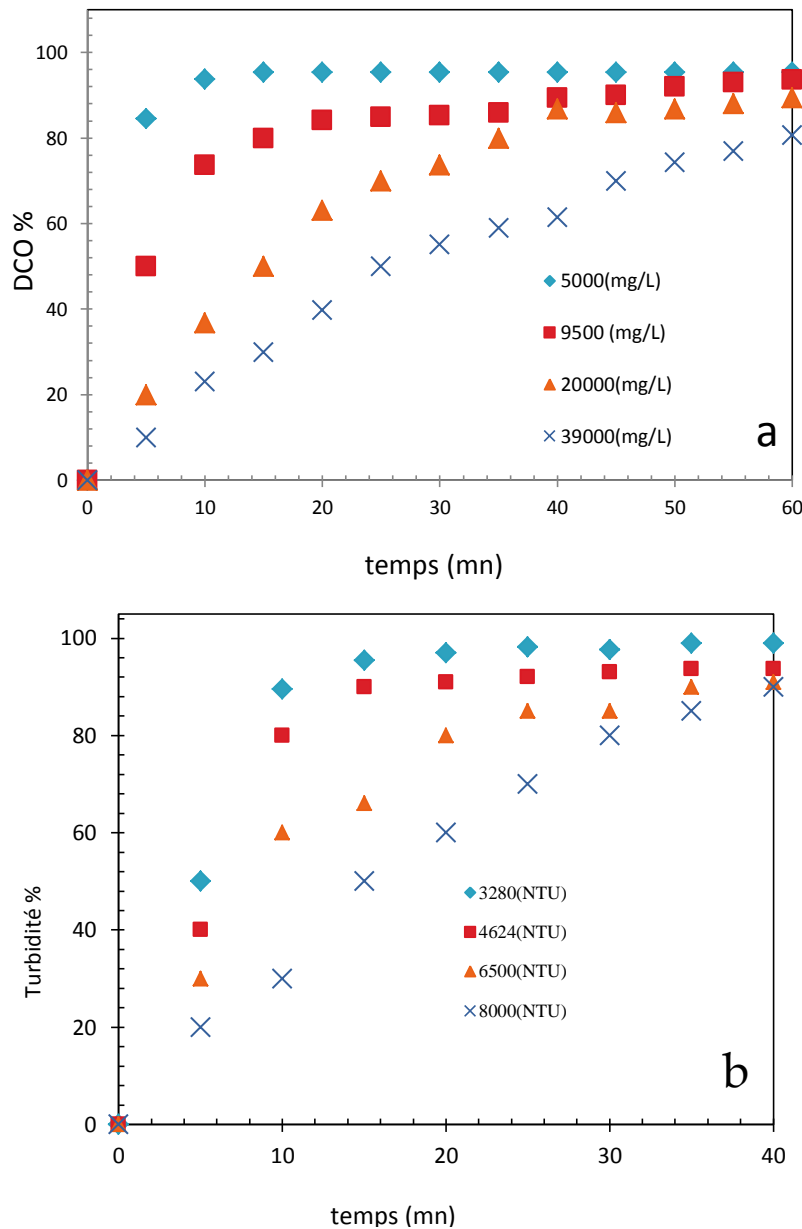 100
80
60
40
20
0
DCO %
5000(mg/L)
9500 (mg/L)
20000(mg/L)
39000(mg/L)
a
0 10 20 30 40 50 60
temps (mn)
100
80
60
40
20
0
Turbidité %
3280(NTU)
4624(NTU)
6500(NTU)
8000(NTU)
b
0 10 20 30 40
temps (mn)